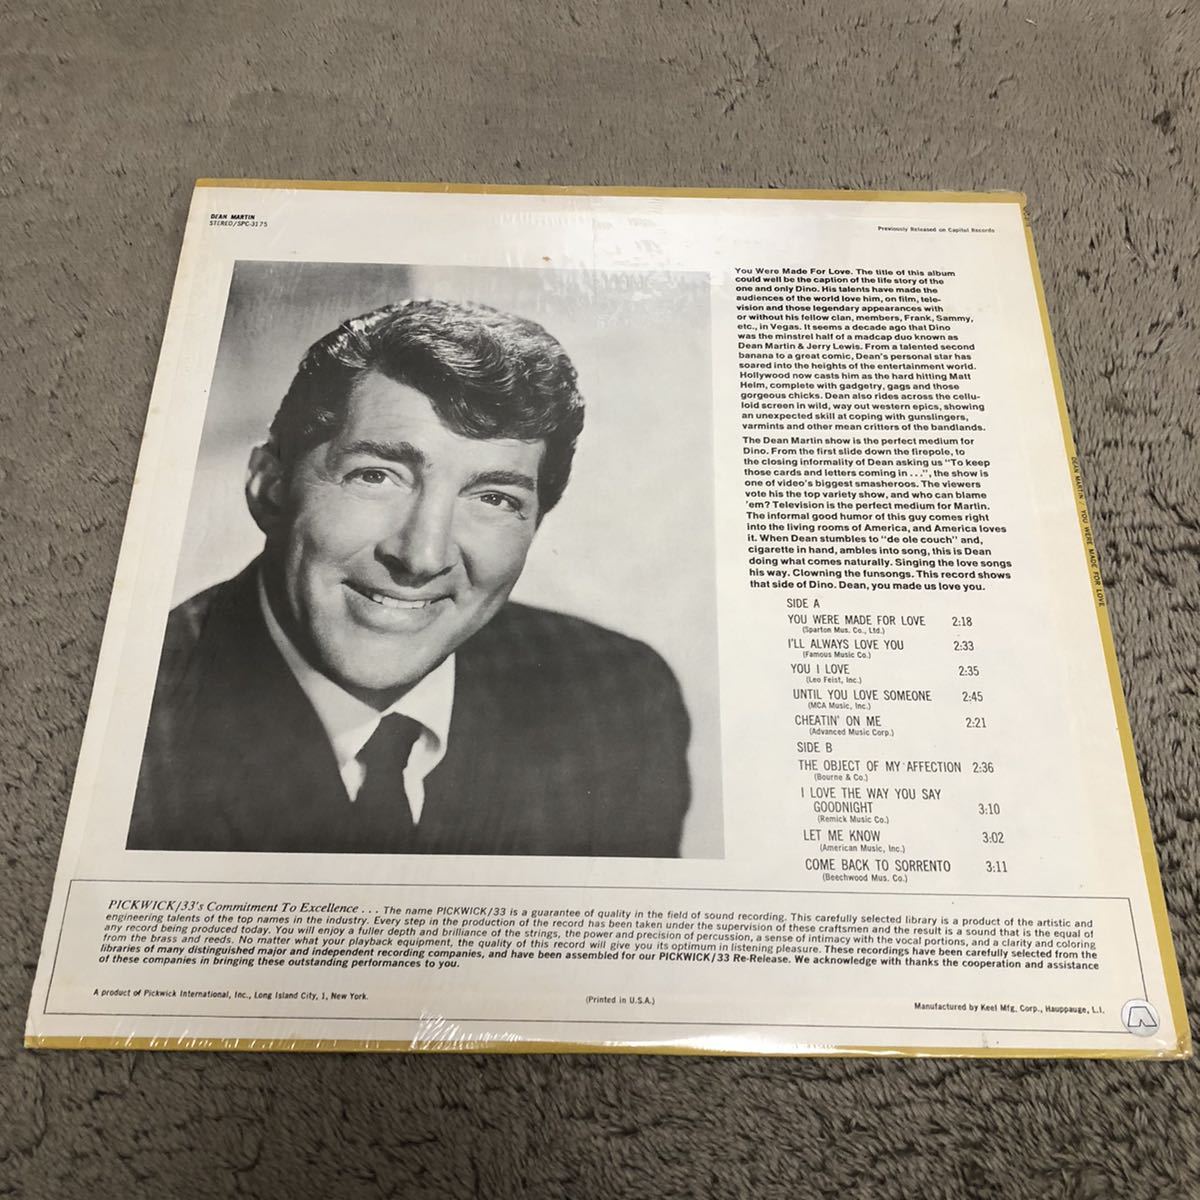 DEAN MARTIN
STEREO/SPC-3175
Previously Released on Capitol Records
You Were Made For Love. The title of this album
could well be the caption of the life story of the
one and only Dino. His talents have made the
audiences of the world love him, on film, tele-
vision and those legendary appearances with
or without his fellow clan, members, Frank, Sammy,
etc., in Vegas. It seems a decade ago that Dino
was the minstrel half of a madcap duo known as
Dean Martin & Jerry Lewis. From a talented second
banana to a great comic, Dean's personal star has
soared into the heights of the entertainment world.
Hollywood now casts him as the hard hitting Matt
Helm, complete with gadgetry, gags and those
gorgeous chicks. Dean also rides across the cellu-
loid screen in wild, way out western epics, showing
an unexpected skill at coping with gunslingers,
varmints and other mean critters of the bandlands.
The Dean Martin show is the perfect medium for
Dino. From the first slide down the firepole, to
the closing informality of Dean asking us "To keep
those cards and letters coming in . . .", the show is
one of video's biggest smasheroos. The viewers
vote his the top variety show, and who can blame
'em? Television is the perfect medium for Martin.
The informal good humor of this guy comes right
into the living rooms of America, and America loves
it. When Dean stumbles to "de ole couch" and,
cigarette in hand, ambles into song, this is Dean
doing what comes naturally. Singing the love songs
his way. Clowning the funsongs. This record shows
that side of Dino. Dean, you made us love you.
SIDE A
YOU WERE MADE FOR LOVE 2:18
(Sparton Mus. Co., Ltd.)
I'LL ALWAYS LOVE YOU 2:33
(Famous Music Co.)
YOU I LOVE 2:35
(Leo Feist, Inc.)
UNTIL YOU LOVE SOMEONE 2:45
(MCA Music, Inc.)
CHEATIN' ON ME 2:21
(Advanced Music Corp.)
SIDE B
THE OBJECT OF MY AFFECTION 2:36
(Bourne & Co.)
I LOVE THE WAY YOU SAY
GOODNIGHT 3:10
(Remick Music Co.)
LET ME KNOW 3:02
(American Music, Inc.)
COME BACK TO SORRENTO 3:11
(Beechwood Mus. Co.)
DEAN MARTIN / YOU WERE MADE FOR LOVE
PICKWICK/33's Commitment To Excellence . . . The name PICKWICK/33 is a guarantee of quality in the field of sound recording. This carefully selected library is a product of the artistic and
engineering talents of the top names in the industry. Every step in the production of the record has been taken under the supervision of these craftsmen and the result is a sound that is the equal of
any record being produced today. You will enjoy a fuller depth and brilliance of the strings, the power and precision of percussion, a sense of intimacy with the vocal portions, and a clarity and coloring
from the brass and reeds. No matter what your playback equipment, the quality of this record will give you its optimum in listening pleasure. These recordings have been carefully selected from the
libraries of many distinguished major and independent recording companies, and have been assembled for our PICKWICK/33 Re-Release. We acknowledge with thanks the cooperation and assistance
of these companies in bringing these outstanding performances to you.
A product of Pickwick International, Inc., Long Island City, 1, New York.
(Printed in U.S.A.)
Manufactured by Keel Mfg. Corp., Hauppauge, L.I.